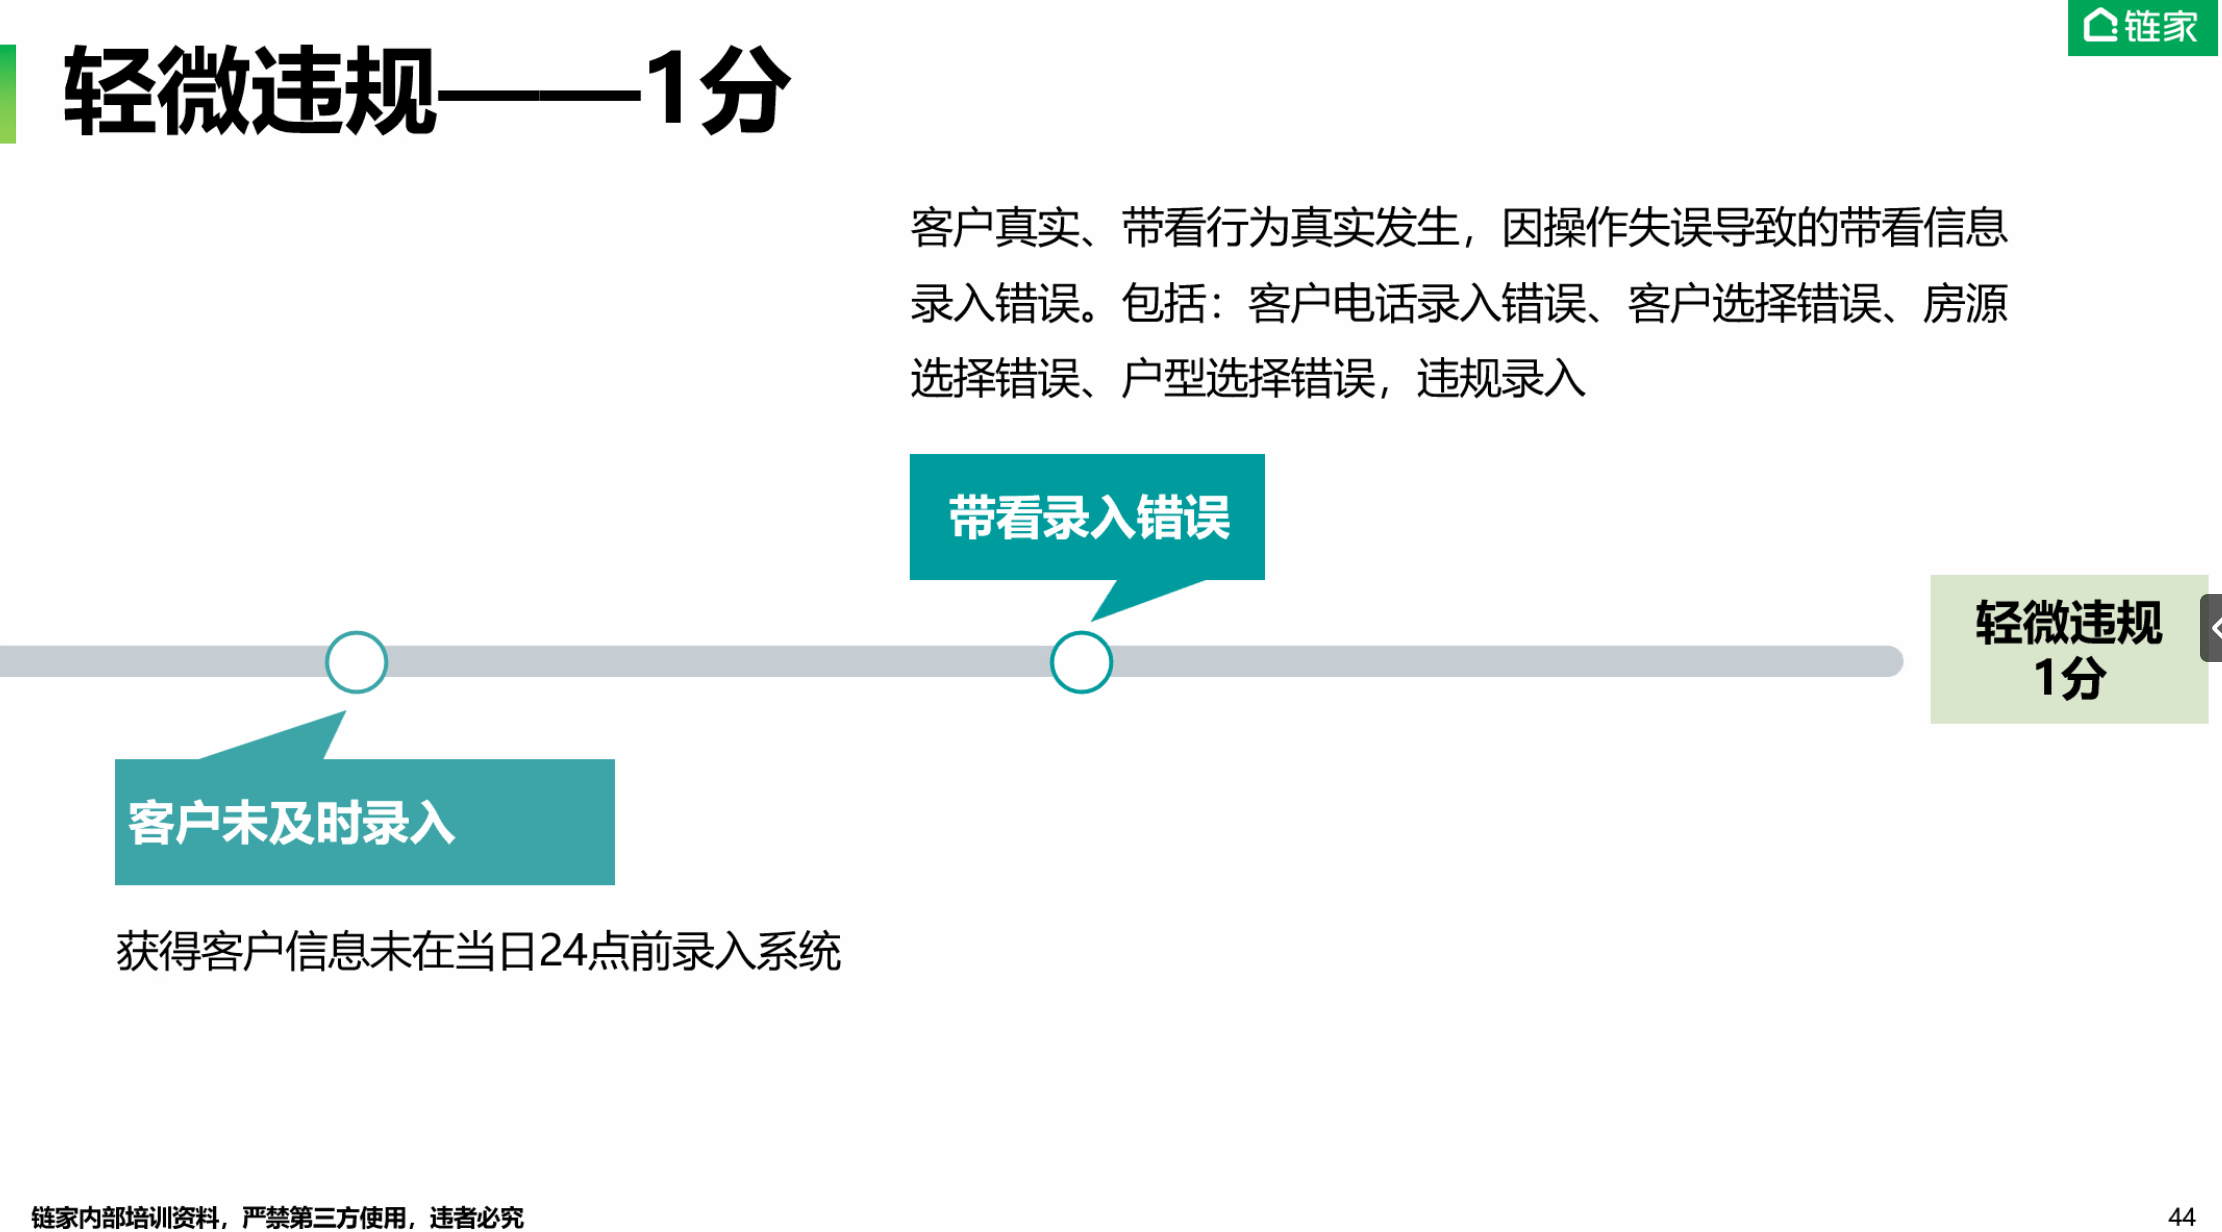 链家
轻微违规——1分
客户真实、带看行为真实发生，因操作失误导致的带看信息
录入错误。包括：客户电话录入错误、客户选择错误、房源
选择错误、户型选择错误，违规录入
带看录入错误
轻微违规
1分
客户未及时录入
获得客户信息未在当日24点前录入系统
链家内部培训资料，严禁第三方使用，违者必究
44